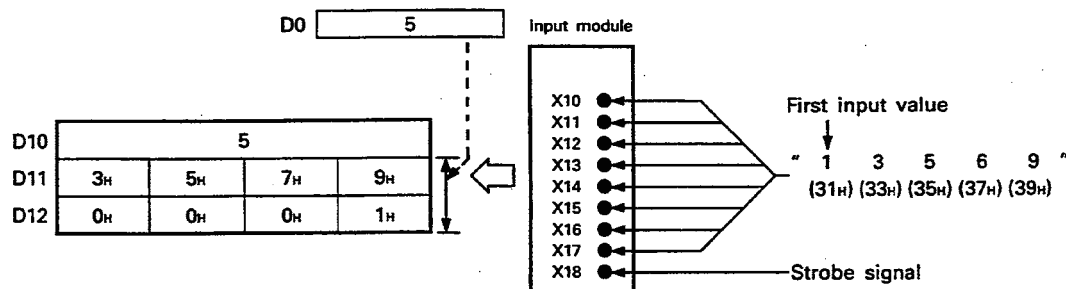 D0 5
Input module
X10
X11
X12
X13
X14
X15
X16
X17
X18
First input value
" 1 3 5 6 9 "
(31H) (33H) (35H) (37H) (39H)
Strobe signal
D10 5
D11 3H 5H 7H 9H
D12 0H 0H 0H 1H